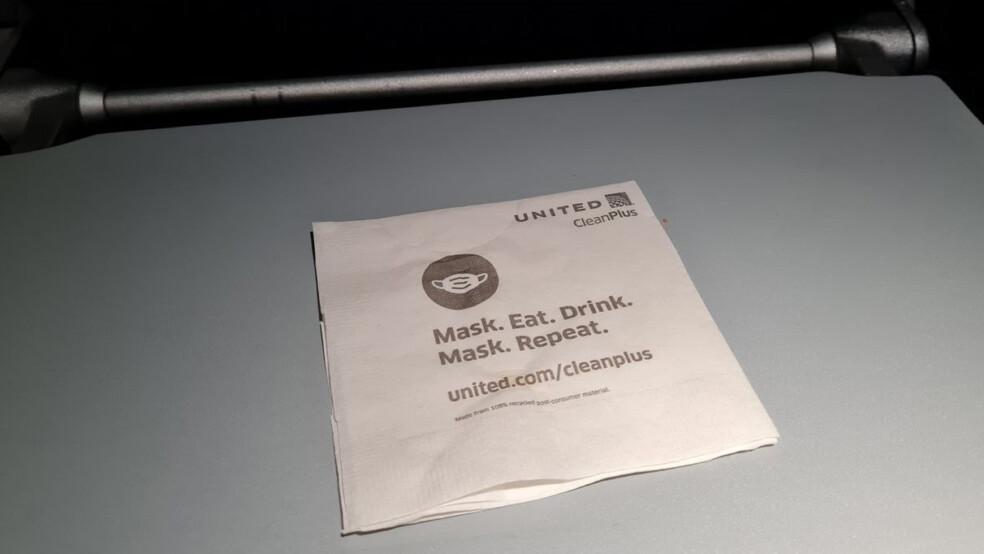 UNITED
CleanPlus
Mask. Eat. Drink.
Mask. Repeat.
united.com/cleanplus
Made from 100% recycled post-consumer material.